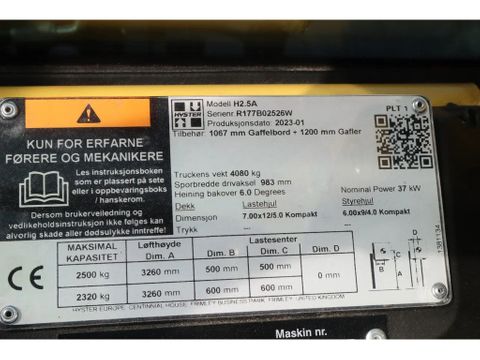 HYSTER
Modell H2.5A
Serienr. R177B02526W
Produksjonsdato 2023-01
Tilbehør: 1067 mm Gaffelbord + 1200 mm Gafler
PLT 1
KUN FOR ERFARNE
FØRERE OG MEKANIKERE
Les instruksjonsboken
som er plassert på sete
eller i oppbevaringsboks
/ hanskerom.
Dersom brukerveiledning og
vedlikeholdsinstruksjon ikke følges kan
alvorlig skade eller dødsulykke inntreffe!
Truckens vekt 4080 kg
Sporbredde drivaksel 983 mm
Heining bakover 6.0 Degrees
Nominal Power 37 kW
Dekk Lastehjul Styrehjul
Dimensjon 7.00x12/5.0 Kompakt 6.00x9/4.0 Kompakt
Trykk --- ---
MAKSIMAL KAPASITET Løfthøyde Dim. A Lastesenter Dim. B Dim. C Dim. D
2500 kg 3260 mm 500 mm 500 mm 0 mm
2320 kg 3260 mm 600 mm 600 mm
CE
D
C
B
A
HYSTER EUROPE, CENTENNIAL HOUSE, FRIMLEY BUSINESS PARK, FRIMLEY, UNITED KINGDOM
Maskin nr.